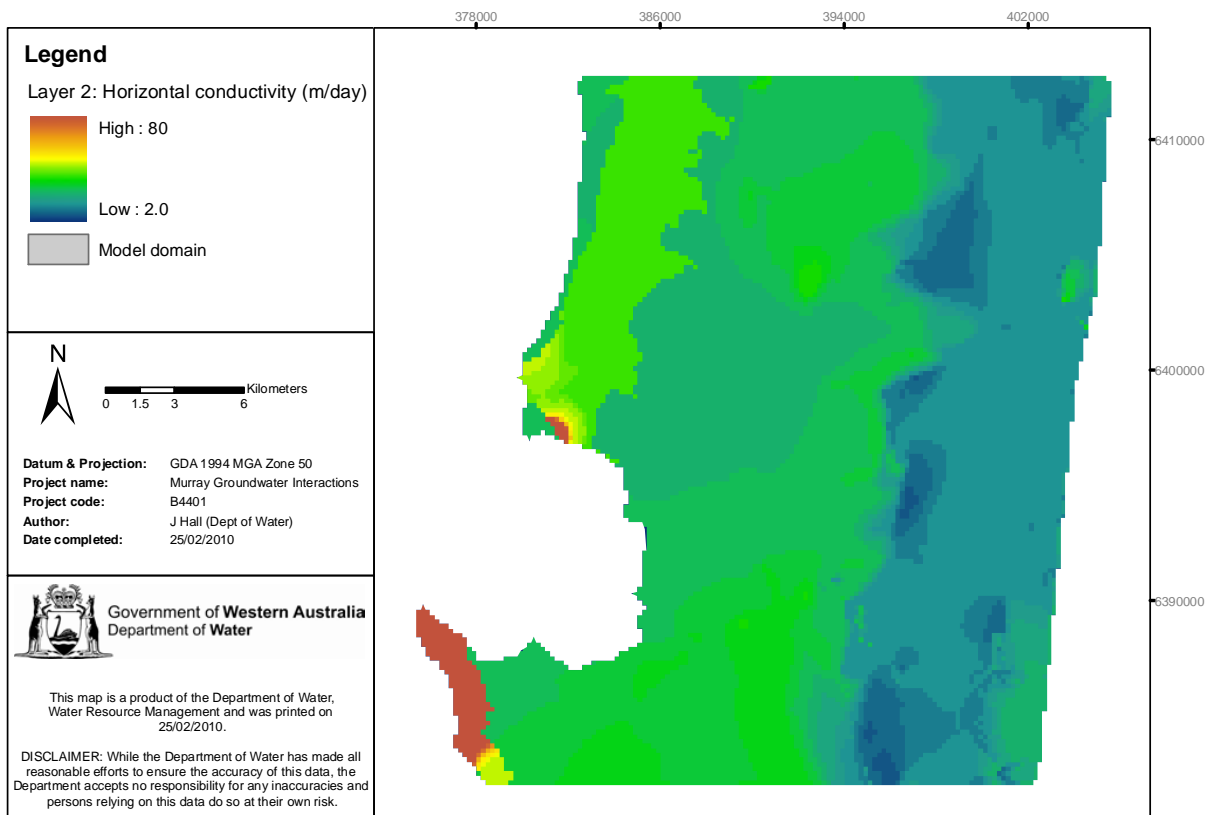 378000 386000 394000 402000
Legend
Layer 2: Horizontal conductivity (m/day)
High : 80
Low : 2.0
Model domain
6410000
6400000
6390000
N
Kilometers
0 1.5 3 6
Datum & Projection: GDA 1994 MGA Zone 50
Project name: Murray Groundwater Interactions
Project code: B4401
Author: J Hall (Dept of Water)
Date completed: 25/02/2010
Government of Western Australia
Department of Water
This map is a product of the Department of Water,
Water Resource Management and was printed on
25/02/2010.
DISCLAIMER: While the Department of Water has made all
reasonable efforts to ensure the accuracy of this data, the
Department accepts no responsibility for any inaccuracies and
persons relying on this data do so at their own risk.